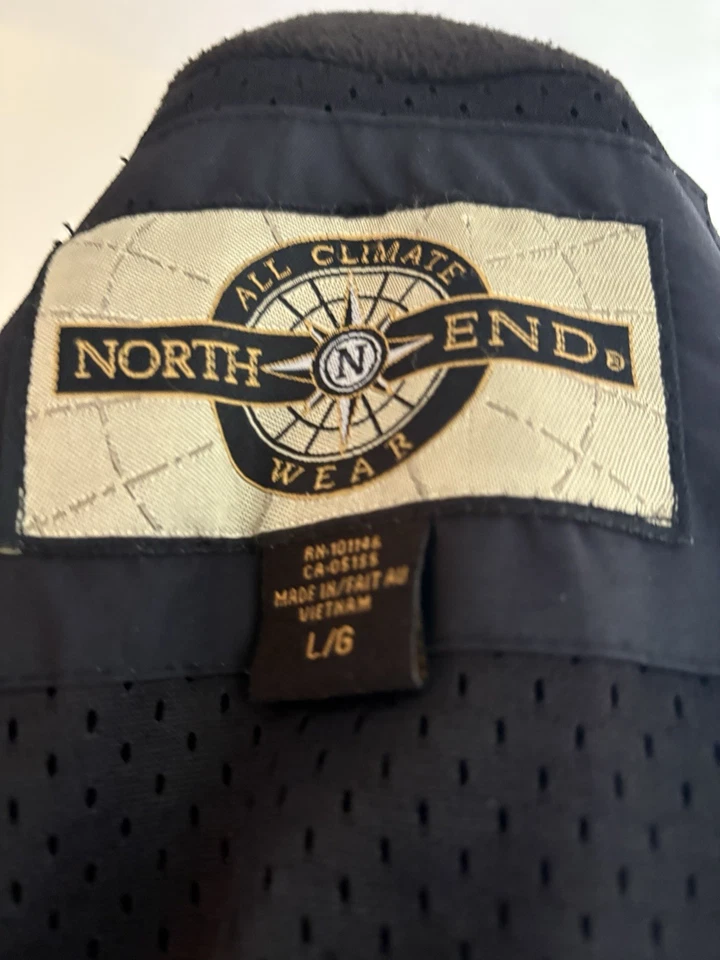 ALL CLIMATE
NORTH N END®
WEAR
RN-101146
CA-05155
MADE IN/FAIT AU
VIETNAM
L/G